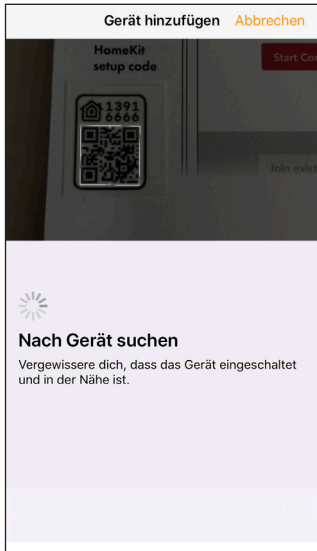 Gerät hinzufügen Abbrechen
HomeKit
setup code
Start Co
1391
6666
Join exist
Nach Gerät suchen
Vergewissere dich, dass das Gerät eingeschaltet
und in der Nähe ist.